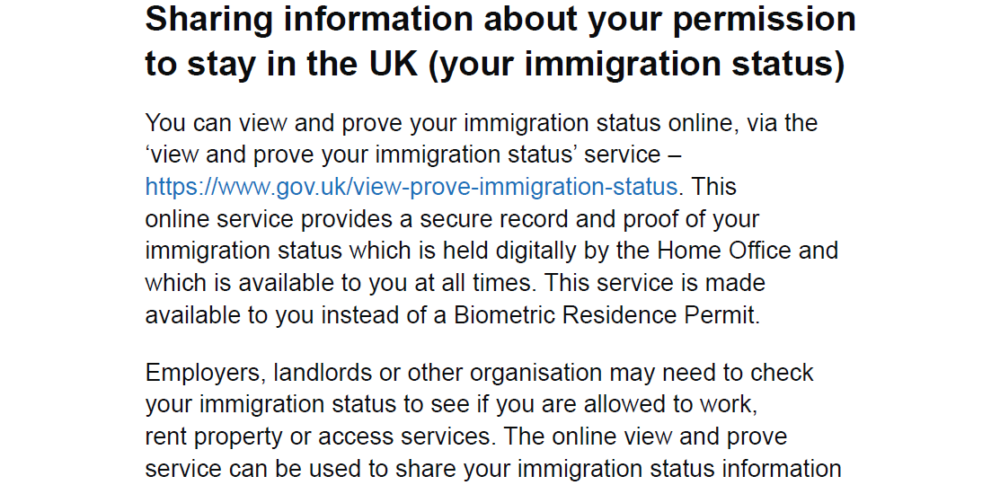 Sharing information about your permission
to stay in the UK (your immigration status)
You can view and prove your immigration status online, via the
‘view and prove your immigration status’ service –
https://www.gov.uk/view-prove-immigration-status. This
online service provides a secure record and proof of your
immigration status which is held digitally by the Home Office and
which is available to you at all times. This service is made
available to you instead of a Biometric Residence Permit.
Employers, landlords or other organisation may need to check
your immigration status to see if you are allowed to work,
rent property or access services. The online view and prove
service can be used to share your immigration status information